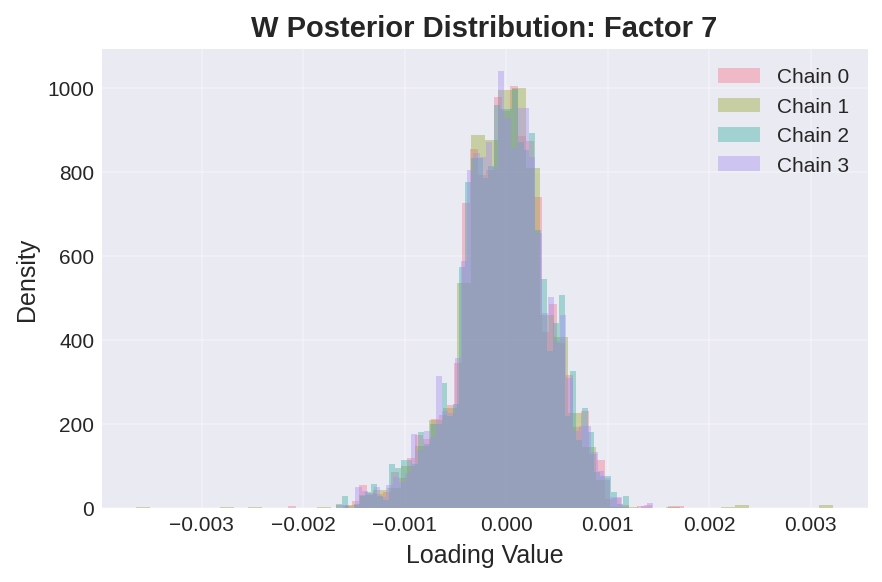 W Posterior Distribution: Factor 7
Chain 0
Chain 1
Chain 2
Chain 3
Density
1000
800
600
400
200
0
−0.003 −0.002 −0.001 0.000 0.001 0.002 0.003
Loading Value